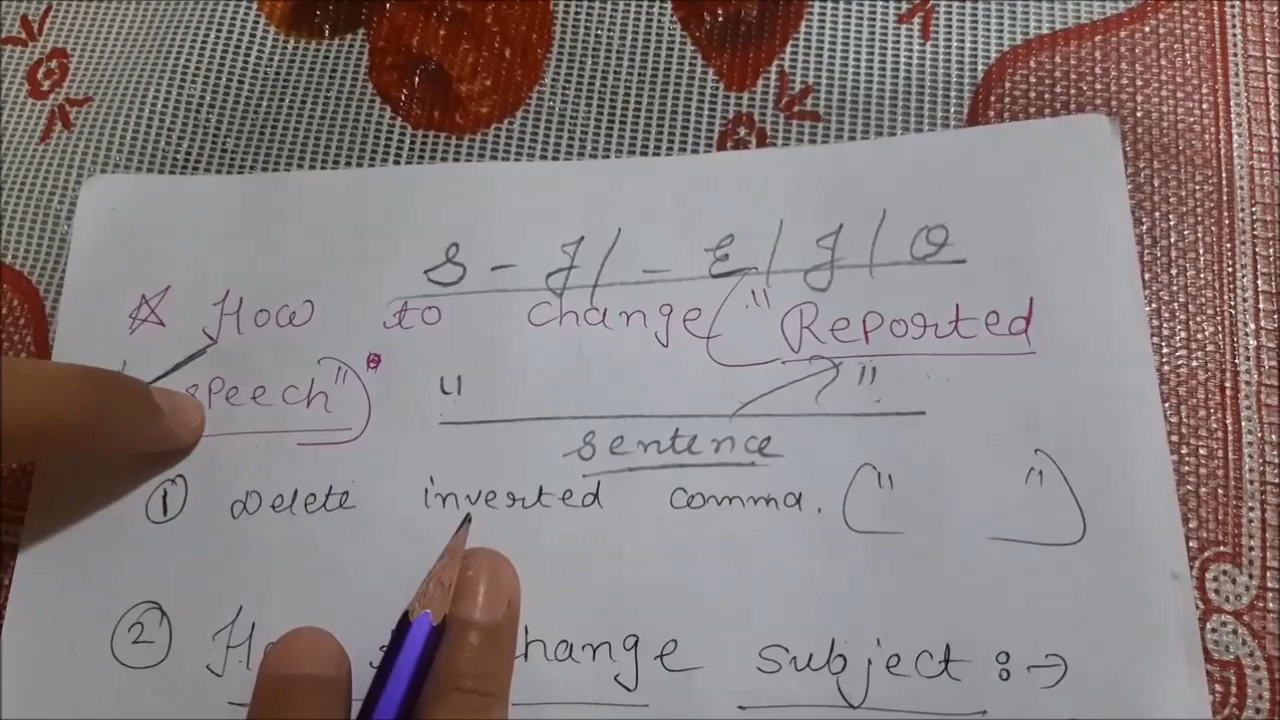 S - I / - E / I / O
☆ How to change " Reported
speech"
" "
sentence
① Delete inverted comma. (" ")
② change subject :→